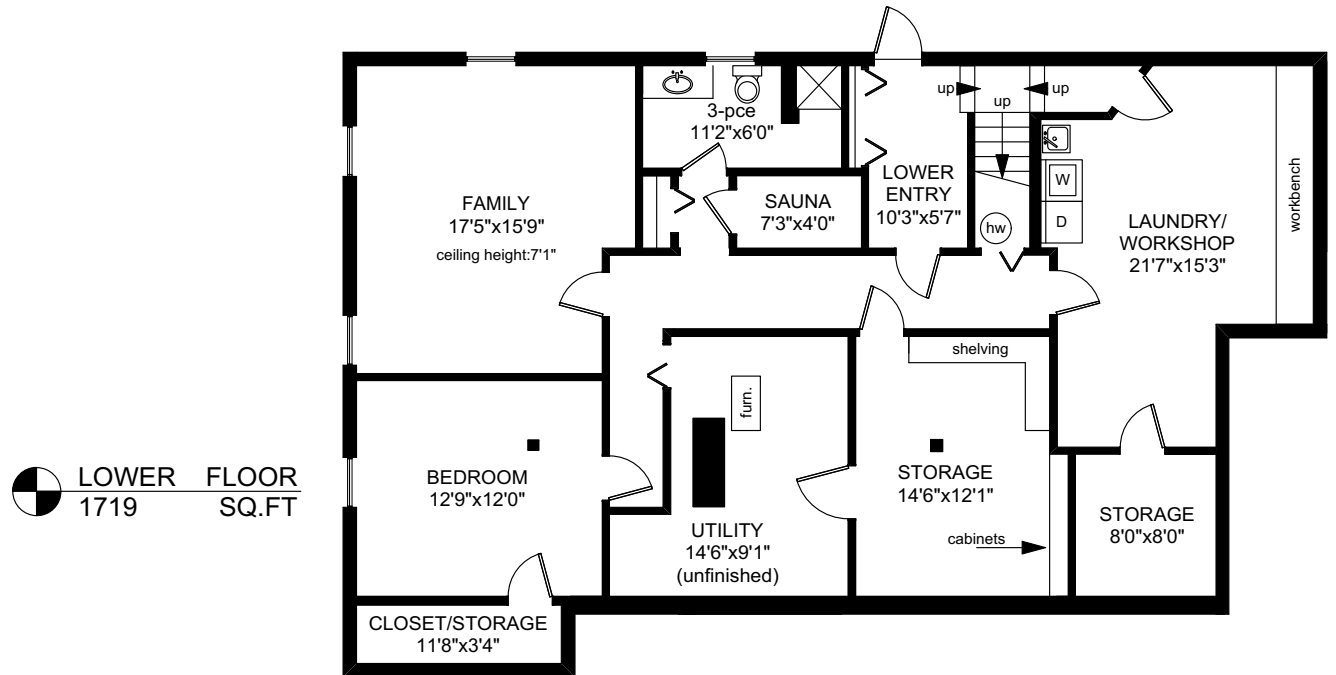 up
up
up
3-pce
11'2"x6'0"
FAMILY
17'5"x15'9"
ceiling height:7'1"
SAUNA
7'3"x4'0"
LOWER
ENTRY
10'3"x5'7"
hw
W
D
LAUNDRY/
WORKSHOP
21'7"x15'3"
workbench
shelving
furn.
LOWER FLOOR
1719 SQ.FT
BEDROOM
12'9"x12'0"
UTILITY
14'6"x9'1"
(unfinished)
STORAGE
14'6"x12'1"
cabinets
STORAGE
8'0"x8'0"
CLOSET/STORAGE
11'8"x3'4"